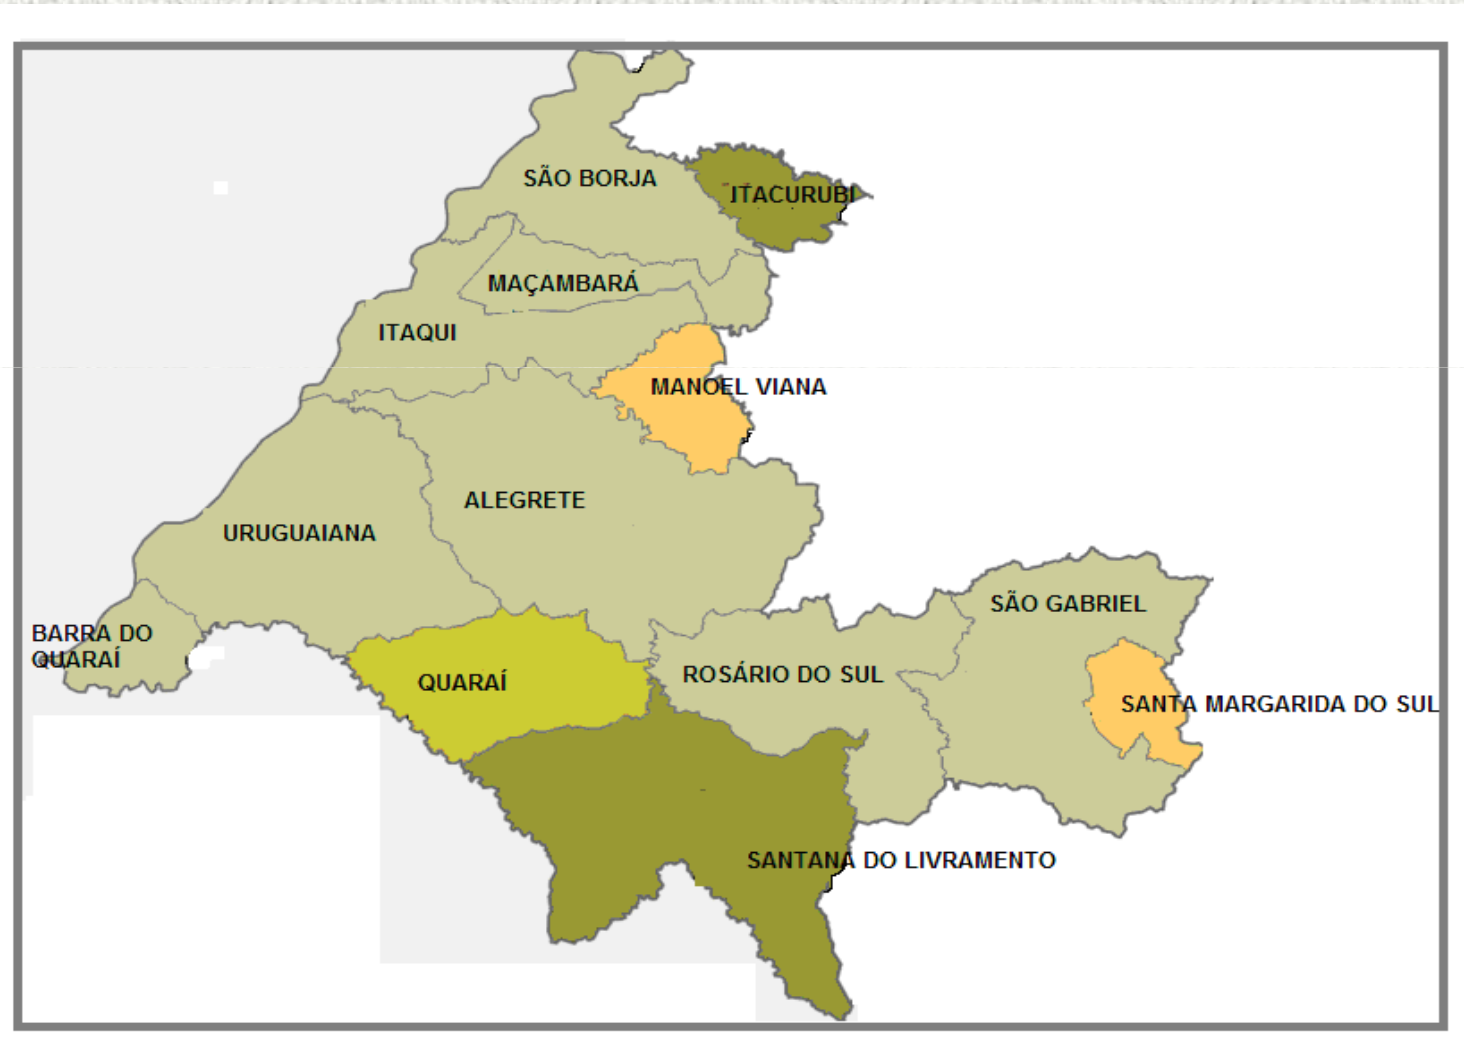 SÃO BORJA
ITACURUBI
MAÇAMBARÁ
ITAQUI
MANOEL VIANA
ALEGRETE
URUGUAIANA
SÃO GABRIEL
BARRA DO
QUARAÍ
ROSÁRIO DO SUL
QUARAÍ
SANTA MARGARIDA DO SUL
SANTANA DO LIVRAMENTO